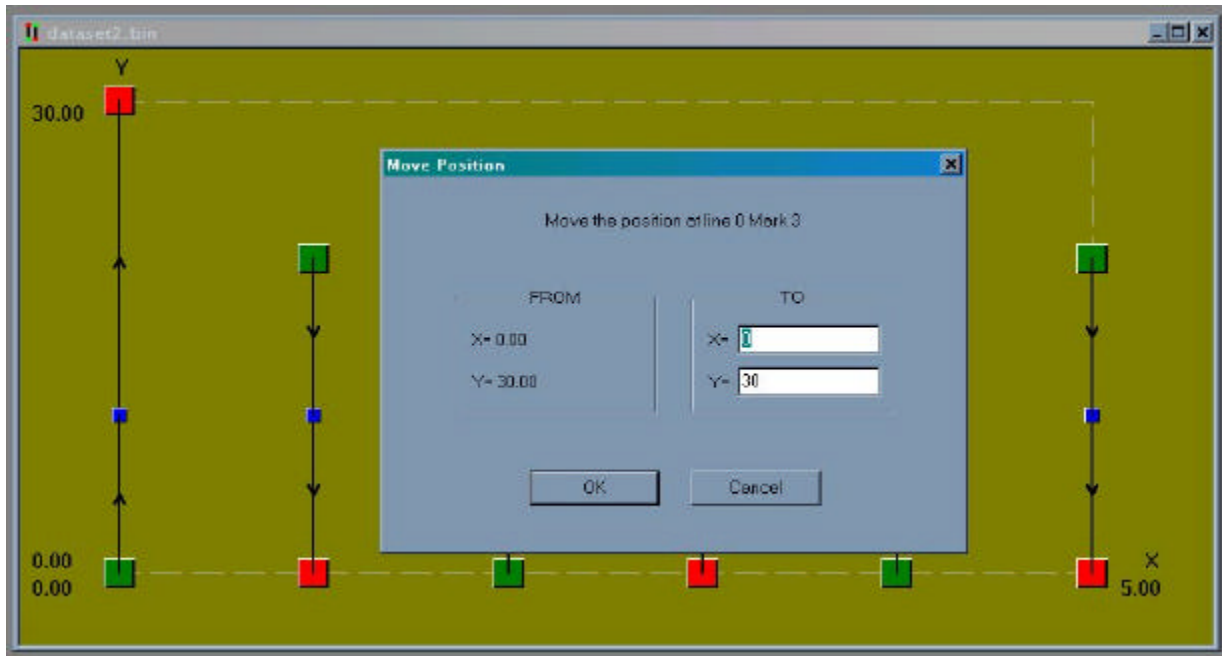 dataset2.bin
Y
30.00
Move Position
Move the position at line 0 Mark 3
FROM
TO
X= 0.00
X= 0
Y= 30.00
Y= 30
OK
Cancel
0.00
0.00
X
5.00